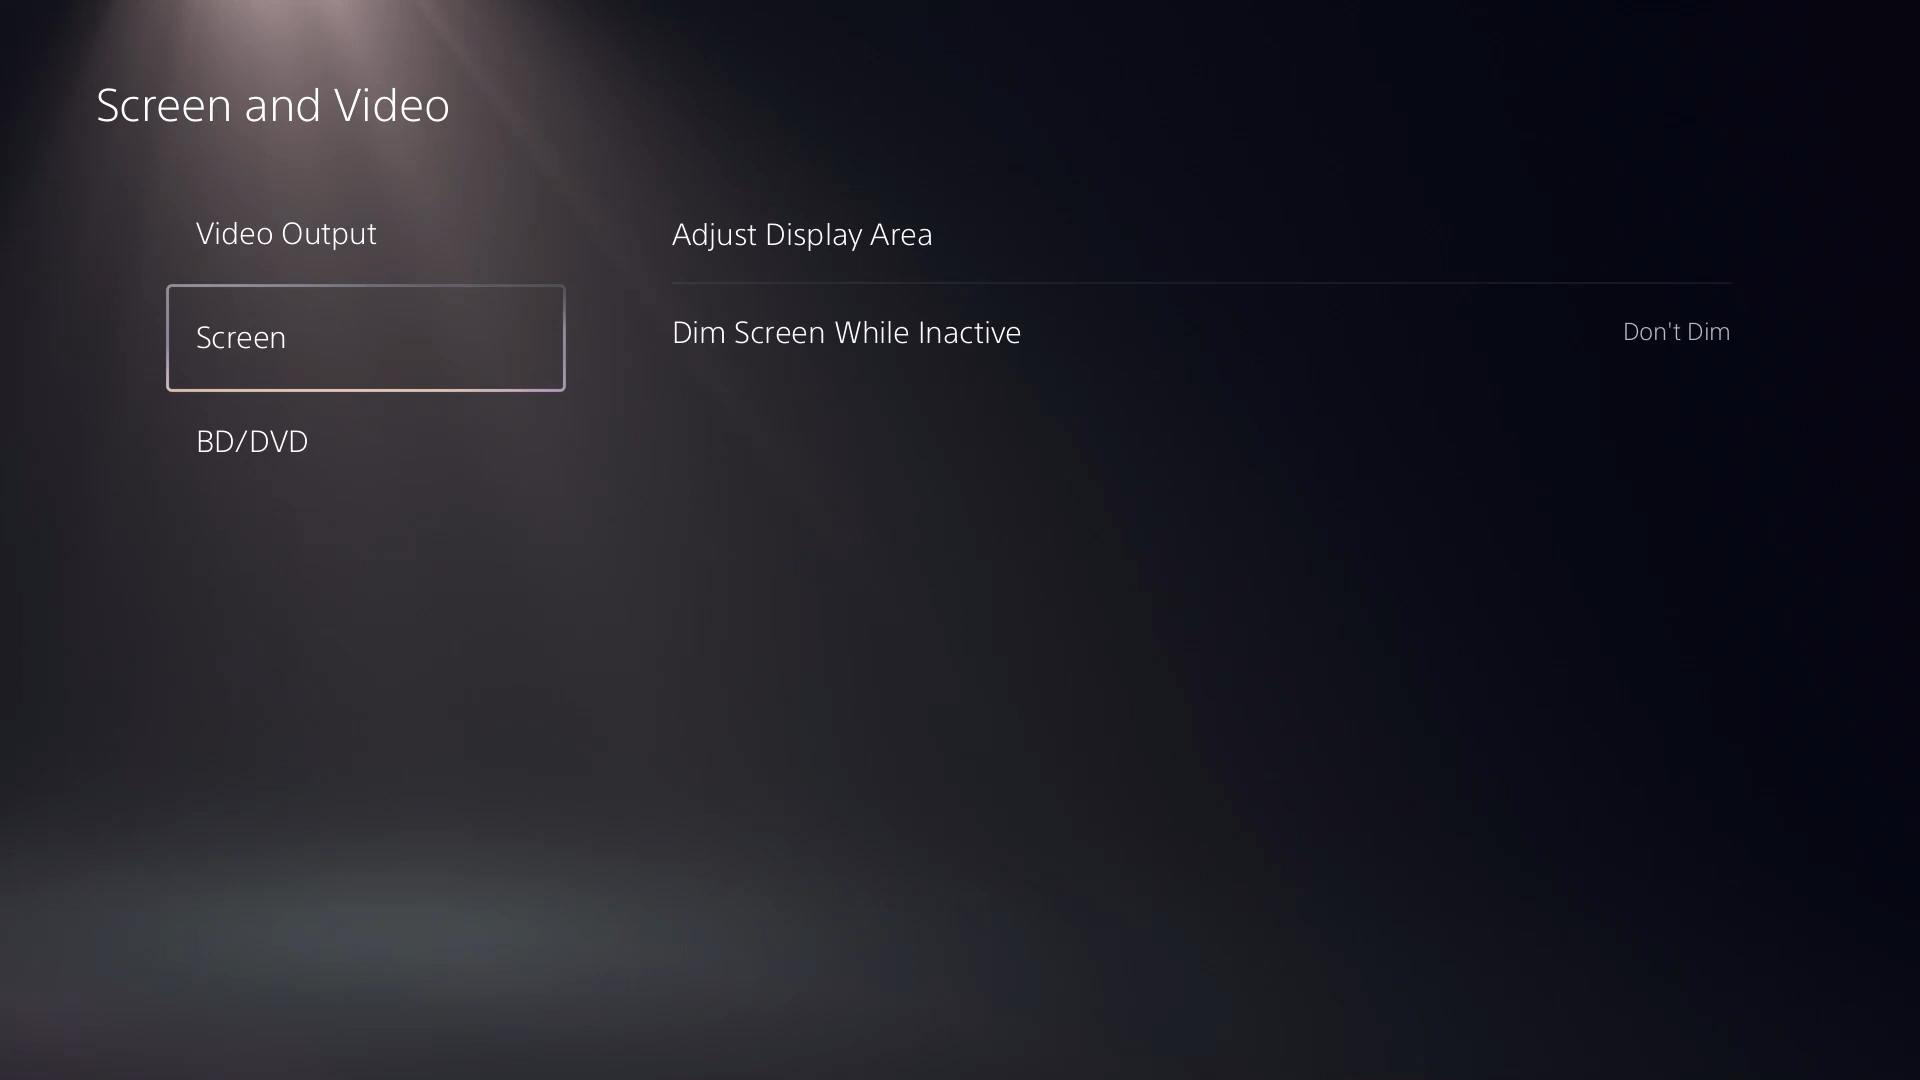 Screen and Video
Video Output
Screen
BD/DVD
Adjust Display Area
Dim Screen While Inactive
Don't Dim